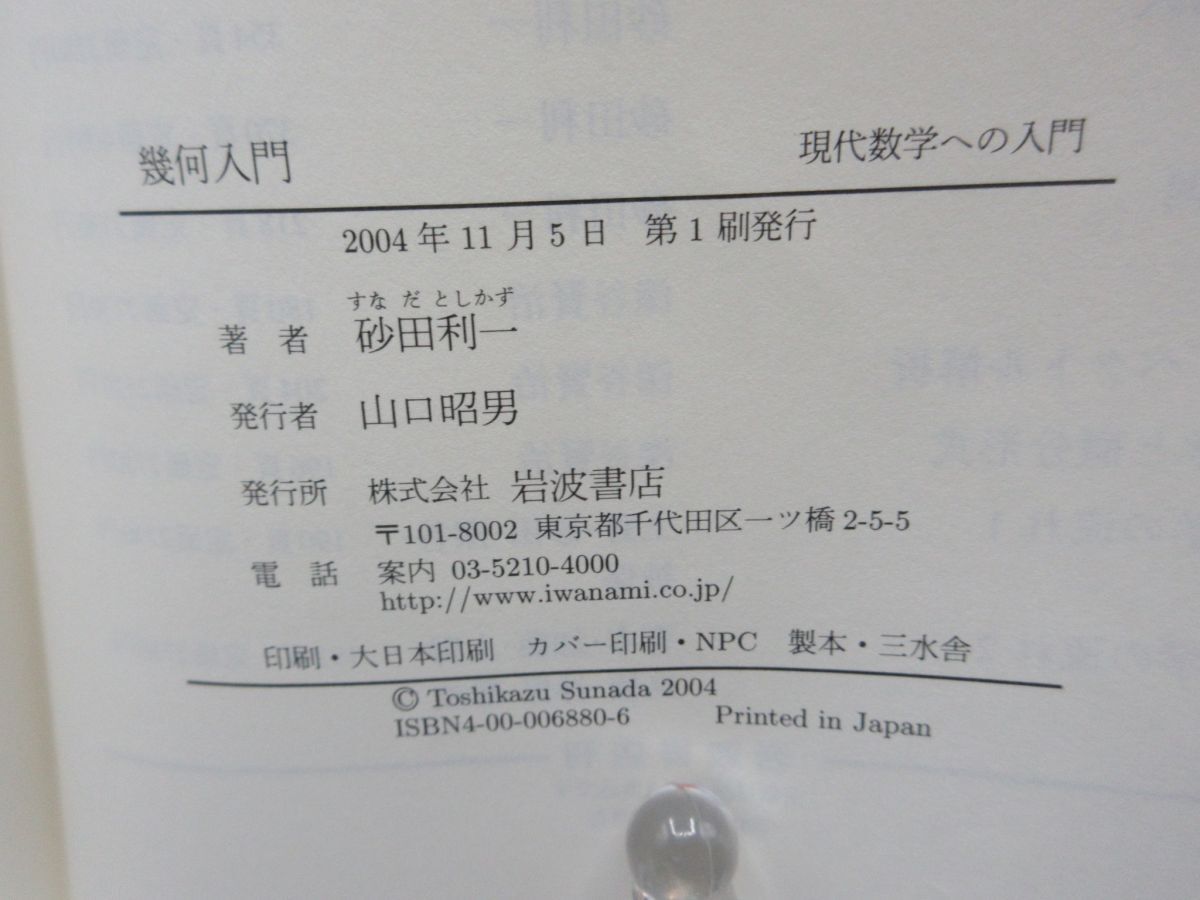 幾何入門 現代数学への入門
2004年11月5日 第1刷発行
すなだとしかず
著者 砂田利一
発行者 山口昭男
発行所 株式会社 岩波書店
〒101-8002 東京都千代田区一ツ橋2-5-5
電話 案内 03-5210-4000
http://www.iwanami.co.jp/
印刷・大日本印刷 カバー印刷・NPC 製本・三水舎
© Toshikazu Sunada 2004
ISBN4-00-006880-6 Printed in Japan